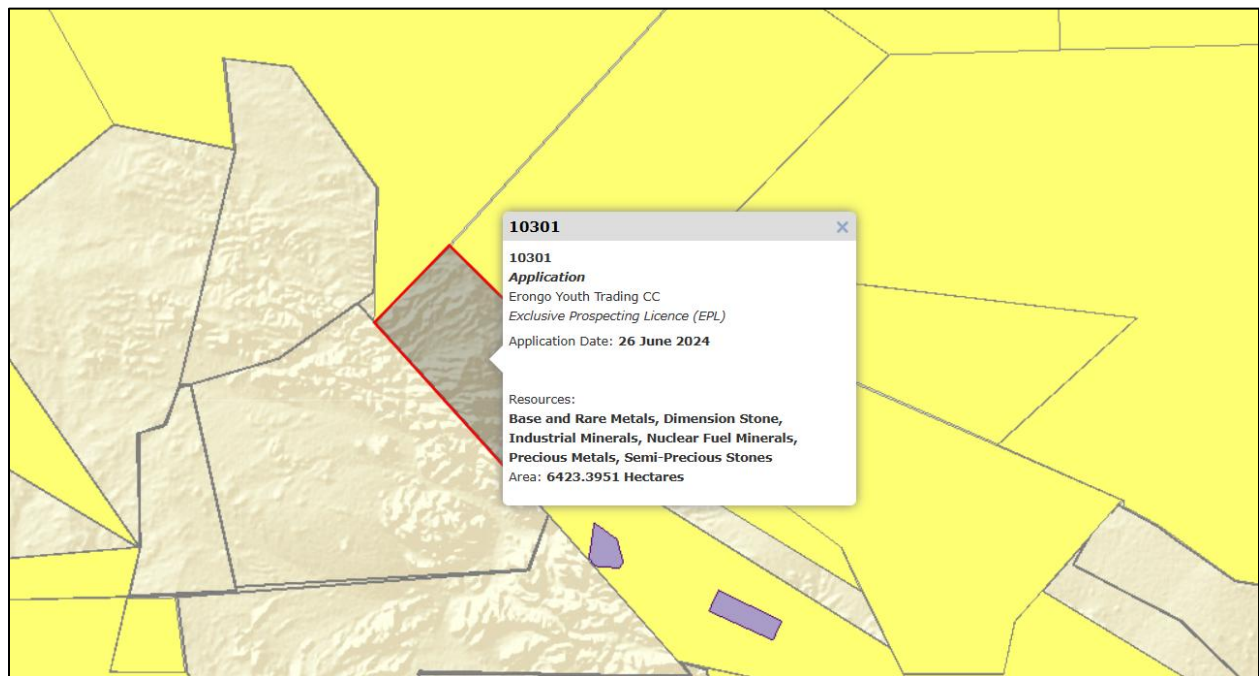 10301
10301
Application
Erongo Youth Trading CC
Exclusive Prospecting Licence (EPL)
Application Date: 26 June 2024
Resources:
Base and Rare Metals, Dimension Stone,
Industrial Minerals, Nuclear Fuel Minerals,
Precious Metals, Semi-Precious Stones
Area: 6423.3951 Hectares